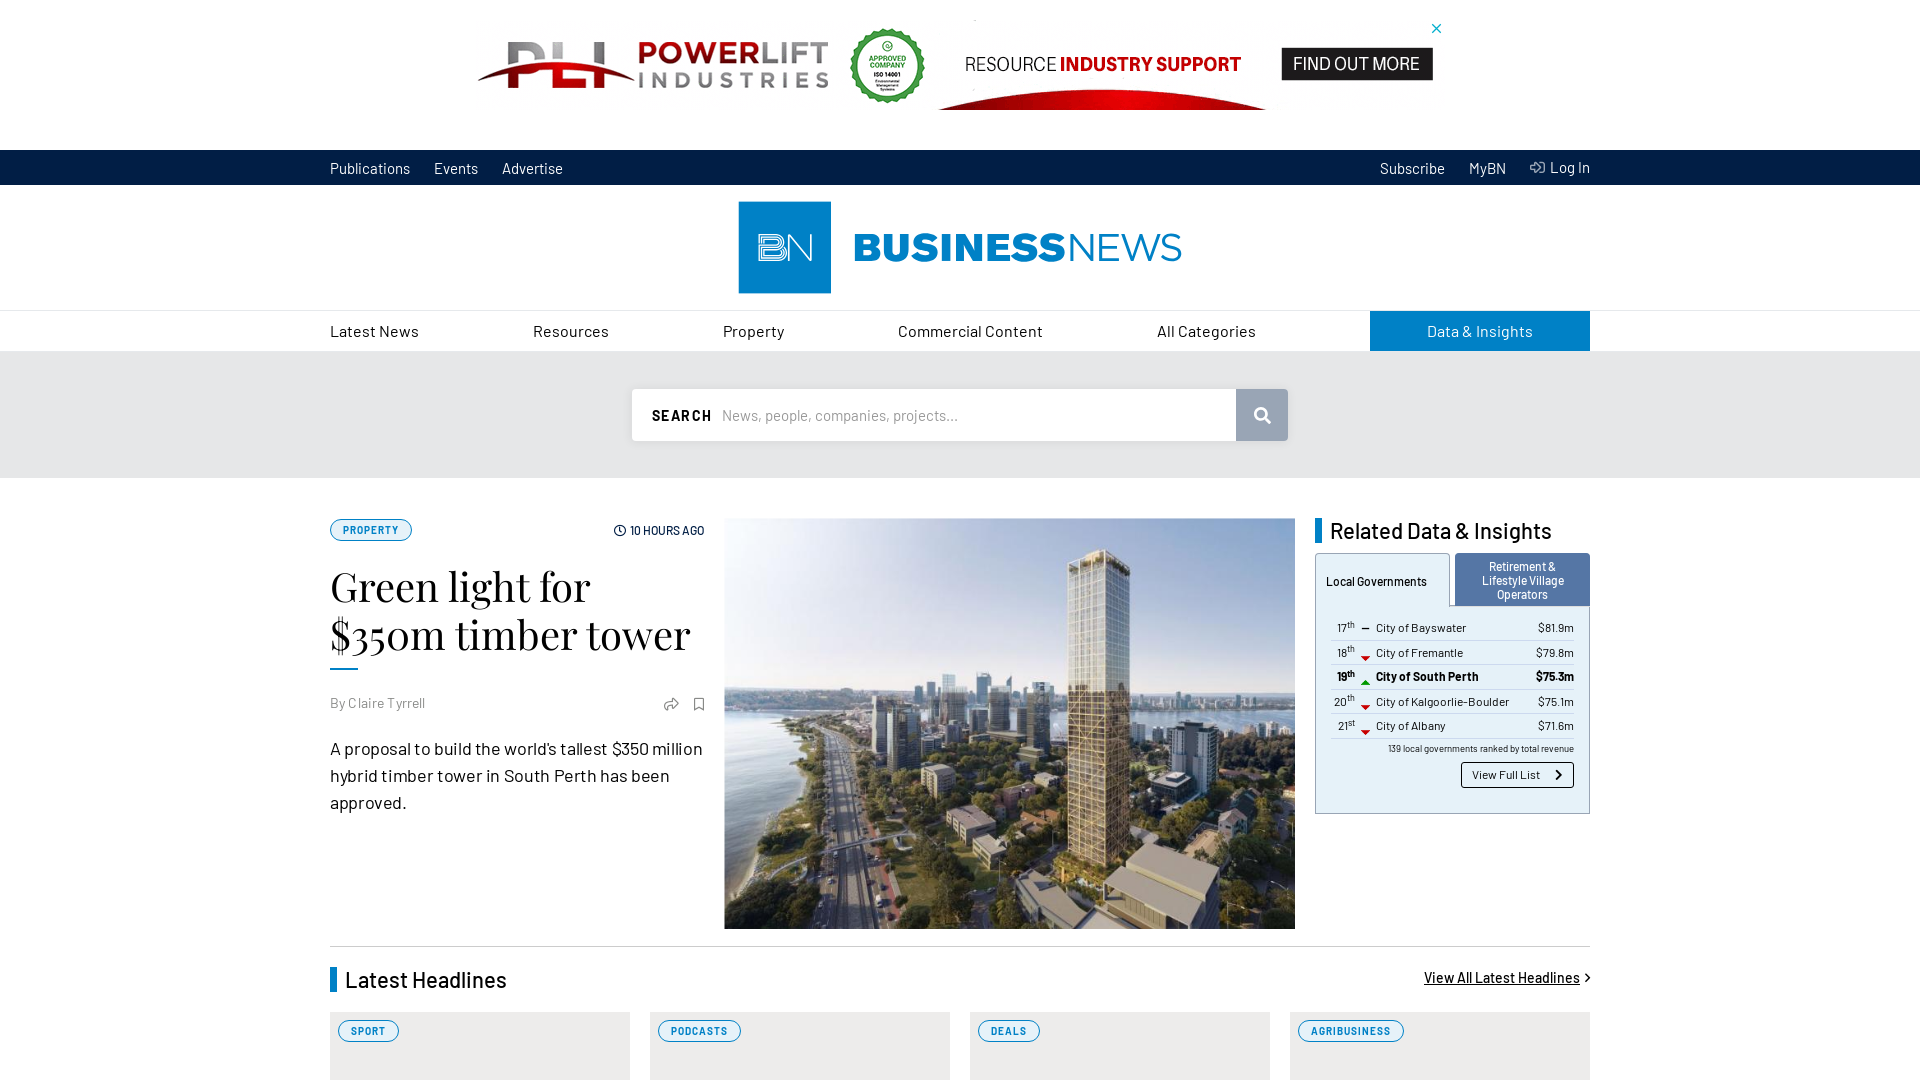 PLI POWERLIFT
INDUSTRIES
APPROVED
COMPANY
ISO 14001
Environmental
Management
Systems
RESOURCE INDUSTRY SUPPORT
FIND OUT MORE
Publications Events Advertise Subscribe MyBN Log In
BN BUSINESSNEWS
Latest News Resources Property Commercial Content All Categories Data & Insights
SEARCH News, people, companies, projects...
PROPERTY 10 HOURS AGO
Green light for
$350m timber tower
By Claire Tyrrell
A proposal to build the world's tallest $350 million
hybrid timber tower in South Perth has been
approved.
Related Data & Insights
Local Governments
Retirement &
Lifestyle Village
Operators
17th – City of Bayswater $81.9m
18th City of Fremantle $79.8m
19th City of South Perth $75.3m
20th City of Kalgoorlie-Boulder $75.1m
21st City of Albany $71.6m
139 local governments ranked by total revenue
View Full List
Latest Headlines View All Latest Headlines
SPORT PODCASTS DEALS AGRIBUSINESS